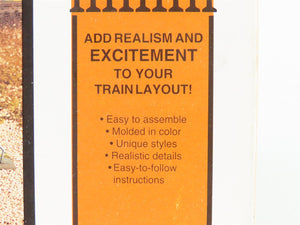 ADD REALISM AND
EXCITEMENT
TO YOUR
TRAIN LAYOUT!
• Easy to assemble
• Molded in color
• Unique styles
• Realistic details
• Easy-to-follow
instructions